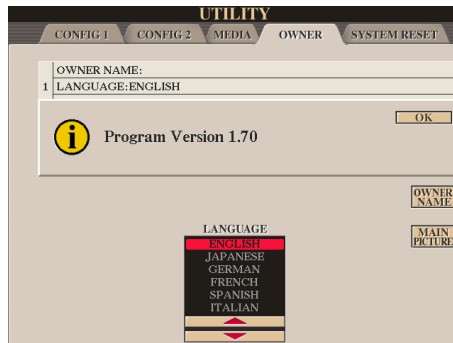 UTILITY
CONFIG 1 CONFIG 2 MEDIA OWNER SYSTEM RESET
OWNER NAME:
1 LANGUAGE:ENGLISH
OK
i Program Version 1.70
OWNER
NAME
LANGUAGE
MAIN
PICTURE
ENGLISH
JAPANESE
GERMAN
FRENCH
SPANISH
ITALIAN